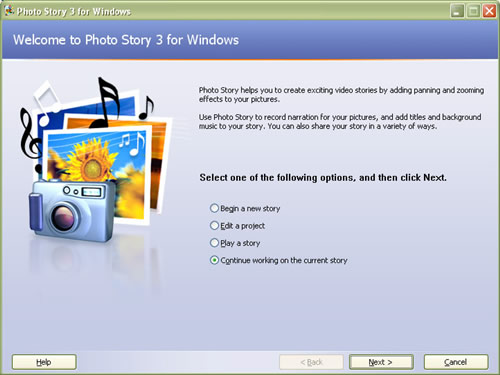 Photo Story 3 for Windows
Welcome to Photo Story 3 for Windows
Photo Story helps you to create exciting video stories by adding panning and zooming
effects to your pictures.
Use Photo Story to record narration for your pictures, and add titles and background
music to your story. You can also share your story in a variety of ways.
Select one of the following options, and then click Next.
Begin a new story
Edit a project
Play a story
Continue working on the current story
Help
< Back
Next >
Cancel